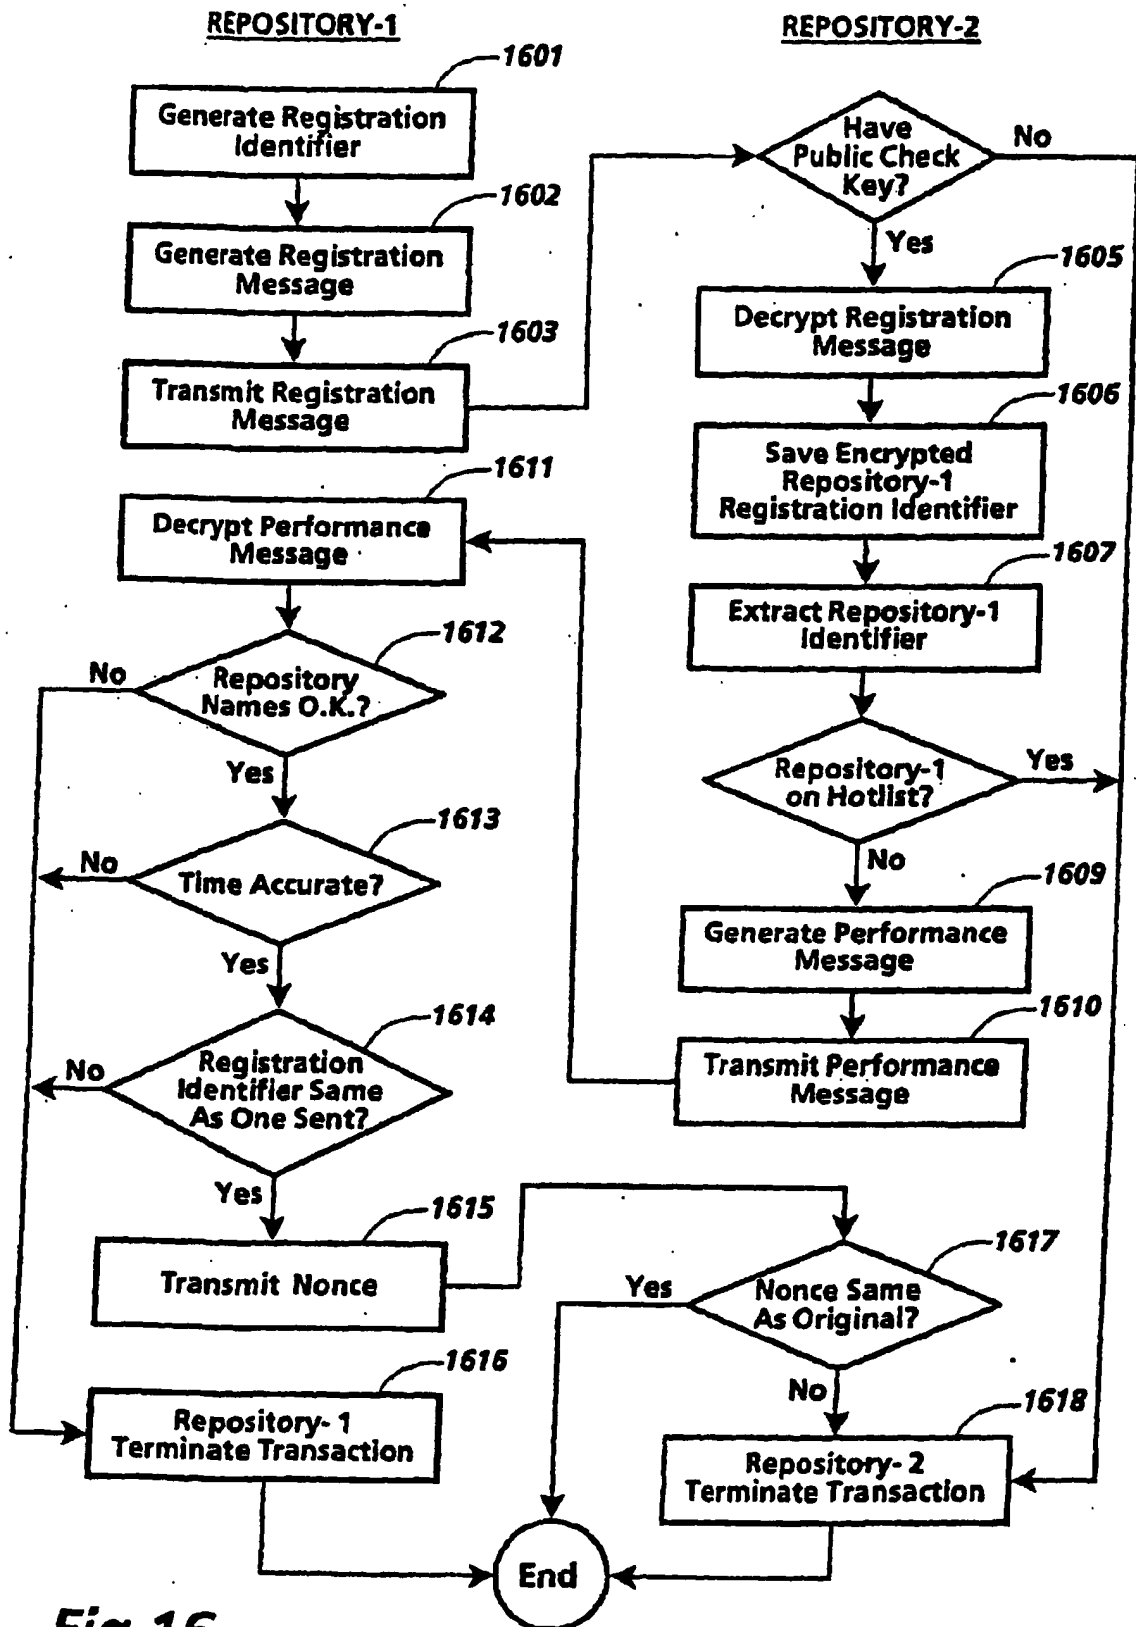 REPOSITORY-1
1601
Generate Registration
Identifier
1602
Generate Registration
Message
1603
Transmit Registration
Message
1611
Decrypt Performance
Message
1612
No
Repository
Names O.K.?
Yes
1613
No
Time Accurate?
Yes
1614
No
Registration
Identifier Same
As One Sent?
Yes
1615
Transmit Nonce
1616
Repository- 1
Terminate Transaction
REPOSITORY-2
Have
Public Check
Key?
No
Yes
1605
Decrypt Registration
Message
1606
Save Encrypted
Repository-1
Registration Identifier
1607
Extract Repository-1
Identifier
Repository-1
on Hotlist?
Yes
No
1609
Generate Performance
Message
1610
Transmit Performance
Message
1617
Yes
Nonce Same
As Original?
No
1618
Repository- 2
Terminate Transaction
End
Fig. 16